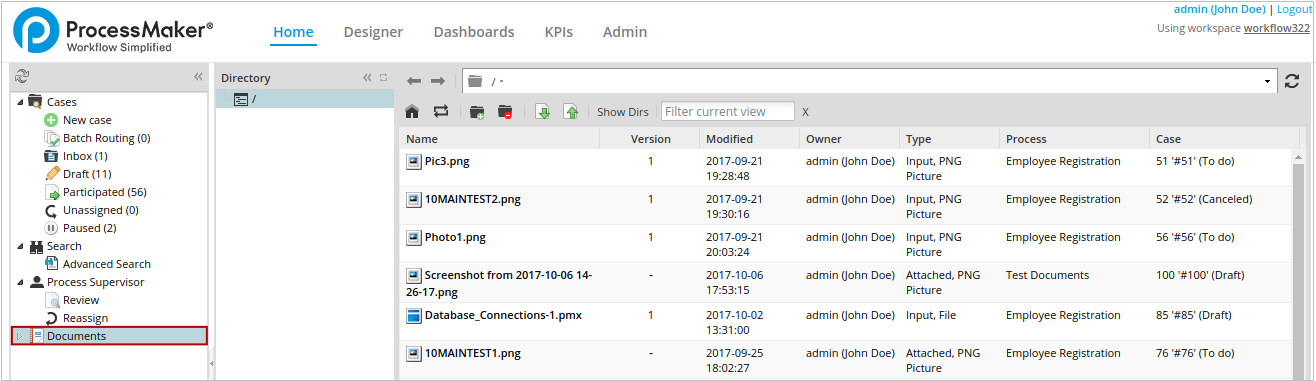 admin (John Doe) | Logout
Using workspace workflow322
ProcessMaker®
Workflow Simplified
Home Designer Dashboards KPIs Admin
Cases
New case
Batch Routing (0)
Inbox (1)
Draft (11)
Participated (56)
Unassigned (0)
Paused (2)
Search
Advanced Search
Process Supervisor
Review
Reassign
Documents
Directory
/
/ -
Show Dirs Filter current view X
Name Version Modified Owner Type Process Case
Pic3.png 1 2017-09-21 admin (John Doe) Input, PNG Employee Registration 51 '#51' (To do)
19:28:48 Picture
10MAINTEST2.png 1 2017-09-21 admin (John Doe) Input, PNG Employee Registration 52 '#52' (Canceled)
19:30:16 Picture
Photo1.png 1 2017-09-21 admin (John Doe) Input, PNG Employee Registration 56 '#56' (To do)
20:03:24 Picture
Screenshot from 2017-10-06 14- - 2017-10-06 admin (John Doe) Attached, PNG Test Documents 100 '#100' (Draft)
26-17.png 17:53:15 Picture
Database_Connections-1.pmx 1 2017-10-02 admin (John Doe) Input, File Employee Registration 85 '#85' (Draft)
13:31:00
10MAINTEST1.png - 2017-09-25 admin (John Doe) Attached, PNG Employee Registration 76 '#76' (To do)
18:02:27 Picture